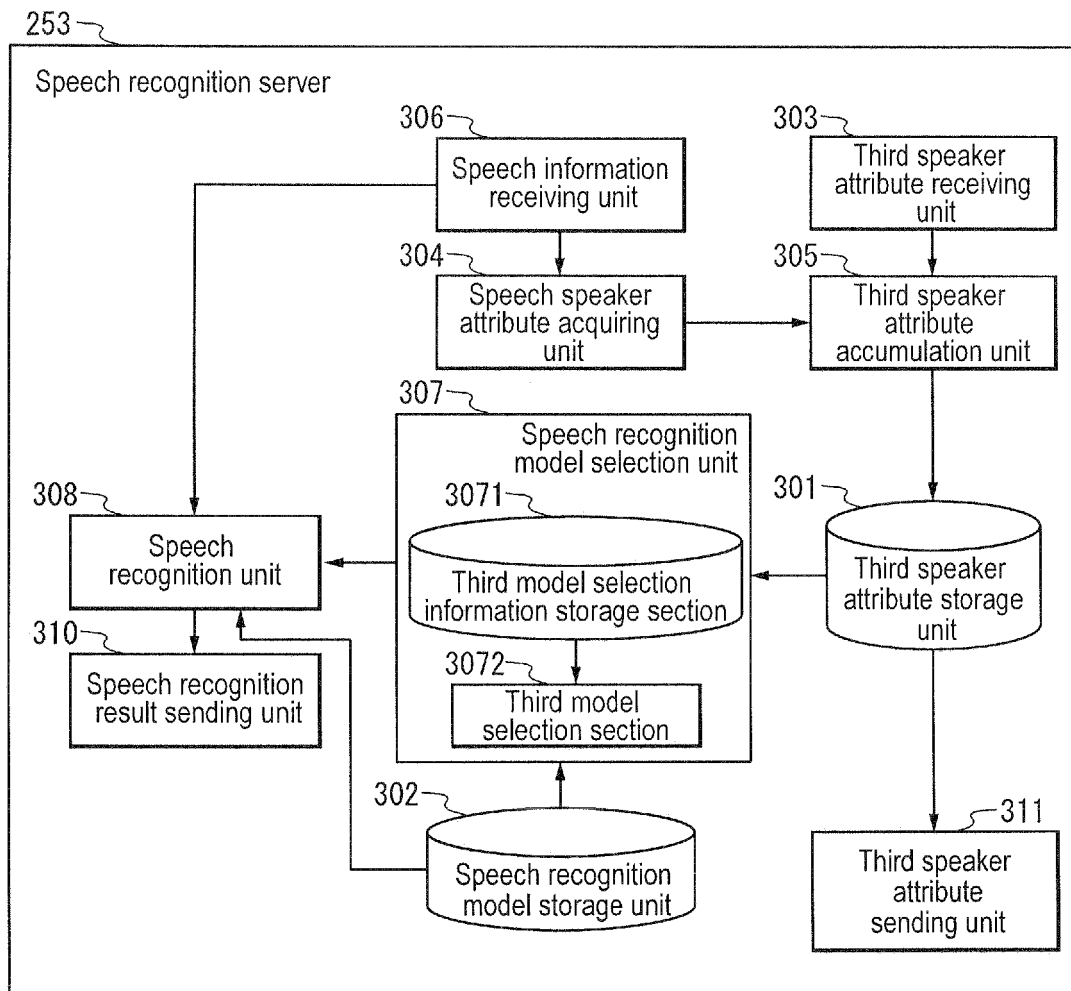 253
Speech recognition server
306
Speech information
receiving unit
303
Third speaker
attribute receiving
unit
304
Speech speaker
attribute acquiring
unit
305
Third speaker
attribute
accumulation unit
307
Speech recognition
model selection unit
308
Speech
recognition unit
3071
Third model selection
information storage section
301
Third speaker
attribute storage
unit
310
Speech recognition
result sending unit
3072
Third model
selection section
302
Speech recognition
model storage unit
311
Third speaker
attribute
sending unit